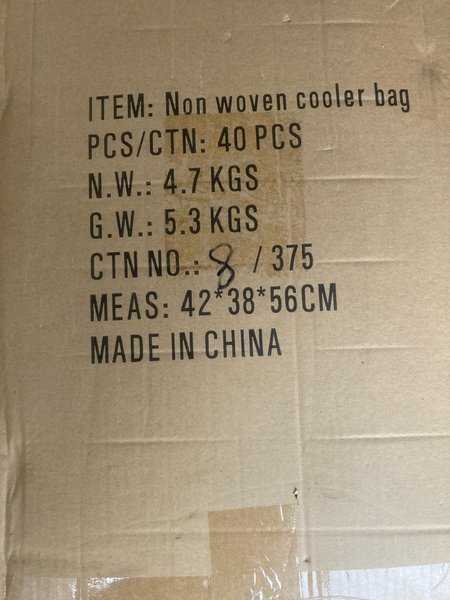 ITEM: Non woven cooler bag
PCS/CTN: 40 PCS
N.W.: 4.7 KGS
G.W.: 5.3 KGS
CTN NO.: 8 / 375
MEAS: 42*38*56CM
MADE IN CHINA